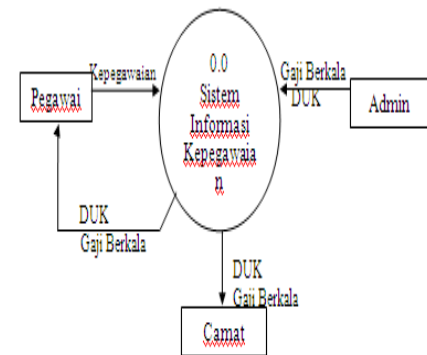 0.0
Sistem
Informasi
Kepegawaia
n
Kepegawaian
Pegawai
Gaji Berkala
DUK
Admin
DUK
Gaji Berkala
DUK
Gaji Berkala
Camat